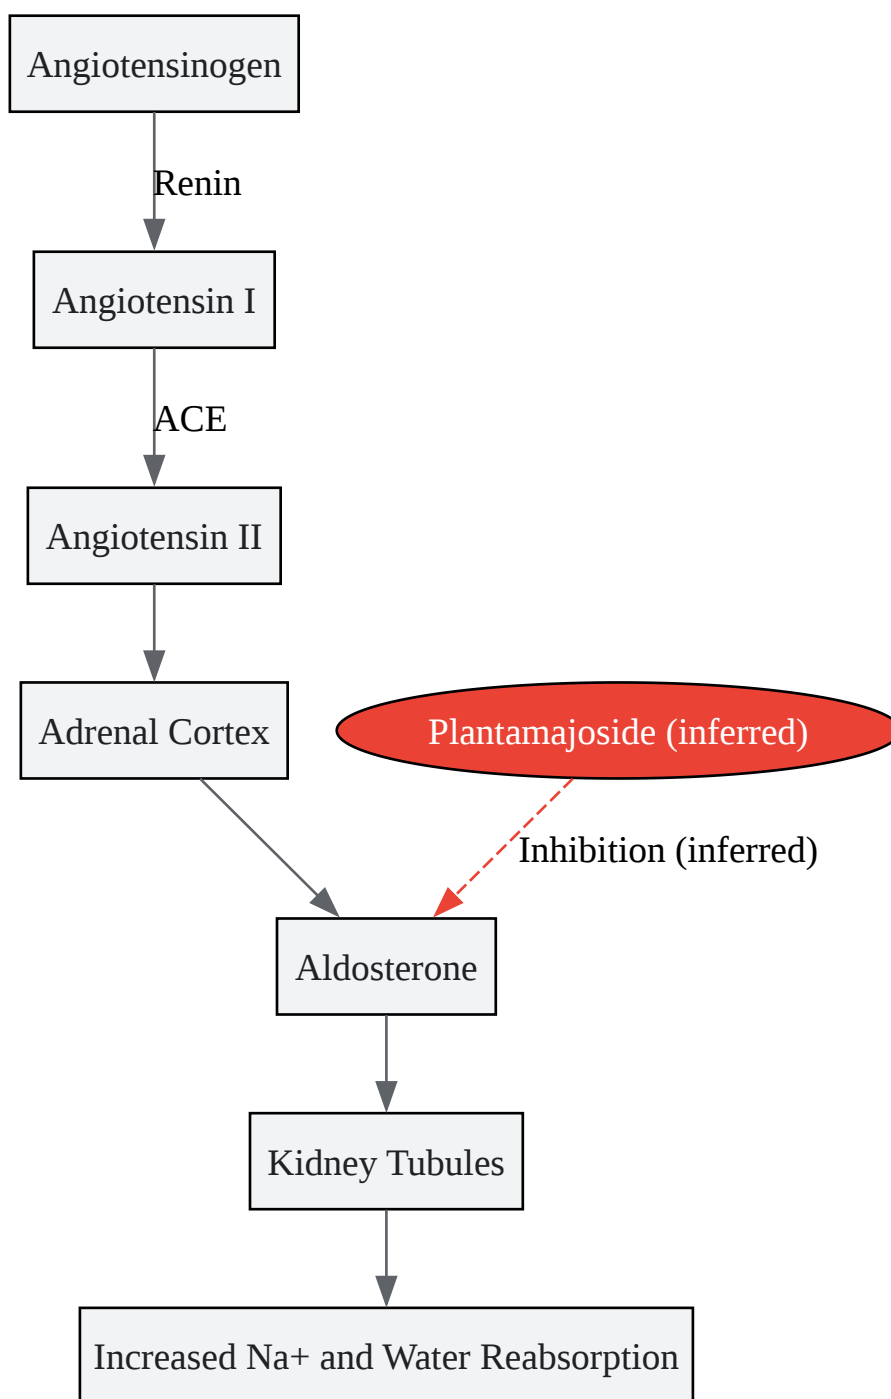 Angiotensinogen
Renin
Angiotensin I
ACE
Angiotensin II
Adrenal Cortex
Plantamajoside (inferred)
Inhibition (inferred)
Aldosterone
Kidney Tubules
Increased Na+ and Water Reabsorption